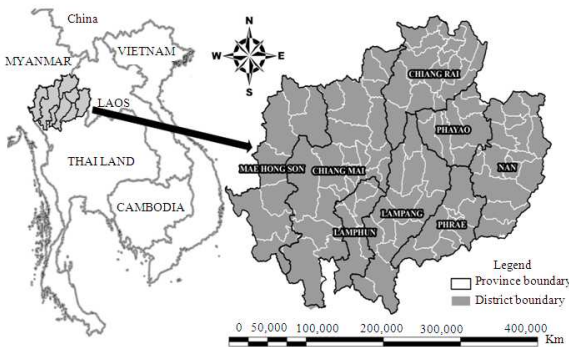 China
MYANMAR
VIETNAM
LAOS
THAI LAND
CAMBODIA
N
W E
S
CHIANG RAI
PHAYAO
NAN
MAE HONG SON
CHIANG MAI
LAMPANG
LAMPHUN
PHRAE
Legend
Province boundary
District boundary
0 50,000 100,000 200,000 300,000 400,000
Km